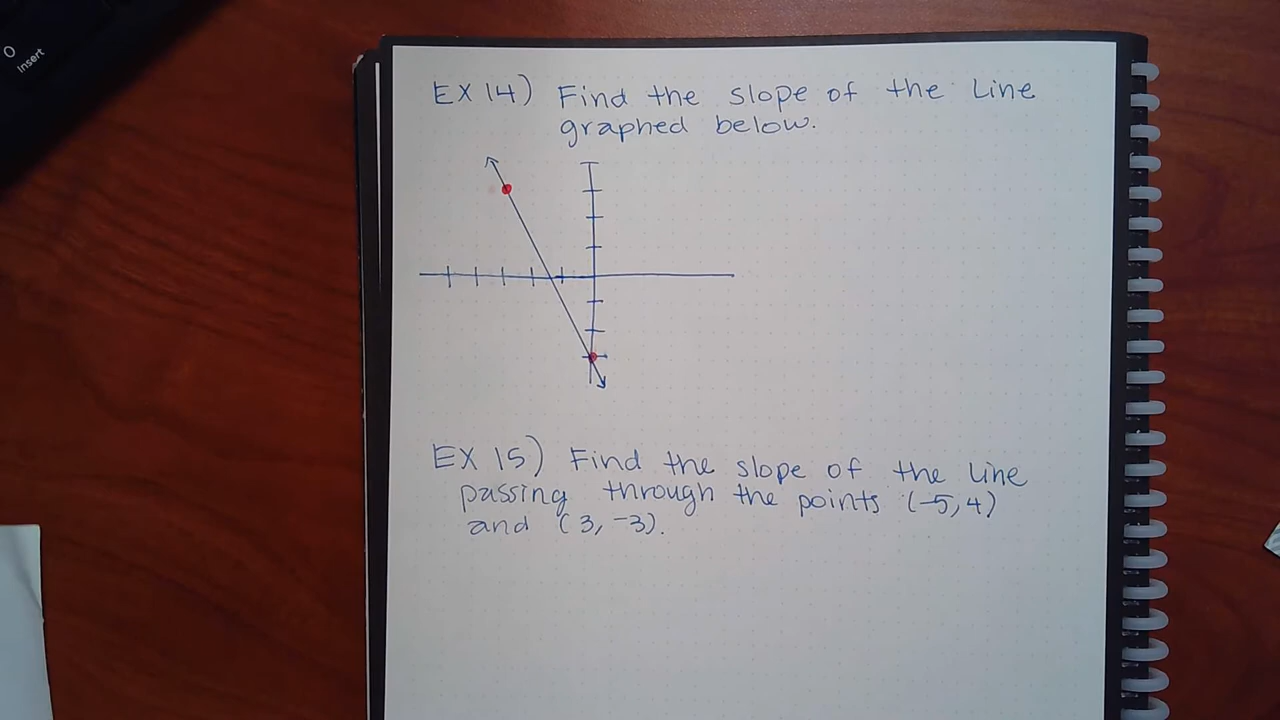 0
Insert
EX 14) Find the slope of the line
graphed below.
EX 15) Find the slope of the line
passing through the points (-5,4)
and (3,-3).